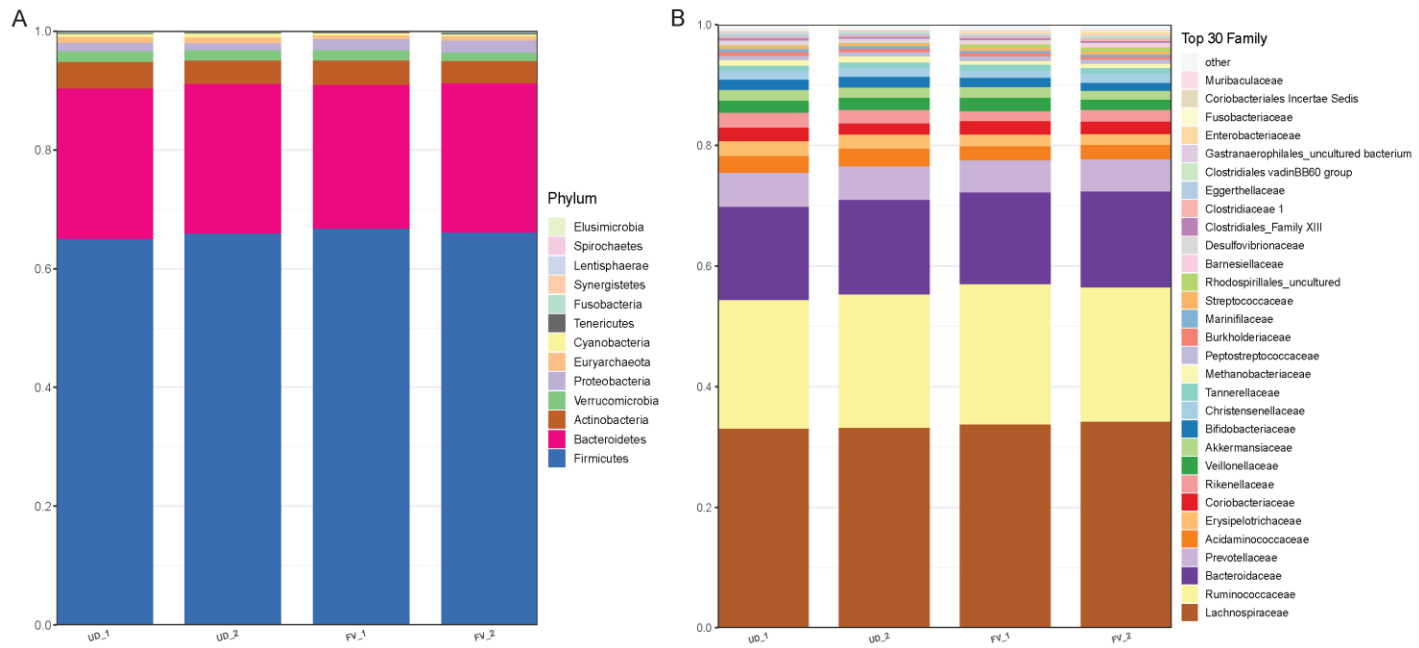 A
1.0
0.8
0.6
0.4
0.2
0.0
UD_1
UD_2
FV_1
FV_2
Phylum
Elusimicrobia
Spirochaetes
Lentisphaerae
Synergistetes
Fusobacteria
Tenericutes
Cyanobacteria
Euryarchaeota
Proteobacteria
Verrucomicrobia
Actinobacteria
Bacteroidetes
Firmicutes
B
1.0
0.8
0.6
0.4
0.2
0.0
UD_1
UD_2
FV_1
FV_2
Top 30 Family
other
Muribaculaceae
Coriobacteriales Incertae Sedis
Fusobacteriaceae
Enterobacteriaceae
Gastranaerophilales_uncultured bacterium
Clostridiales vadinBB60 group
Eggerthellaceae
Clostridiaceae 1
Clostridiales_Family XIII
Desulfovibrionaceae
Barnesiellaceae
Rhodospirillales_uncultured
Streptococcaceae
Marinifilaceae
Burkholderiaceae
Peptostreptococcaceae
Methanobacteriaceae
Tannerellaceae
Christensenellaceae
Bifidobacteriaceae
Akkermansiaceae
Veillonellaceae
Rikenellaceae
Coriobacteriaceae
Erysipelotrichaceae
Acidaminococcaceae
Prevotellaceae
Bacteroidaceae
Ruminococcaceae
Lachnospiraceae